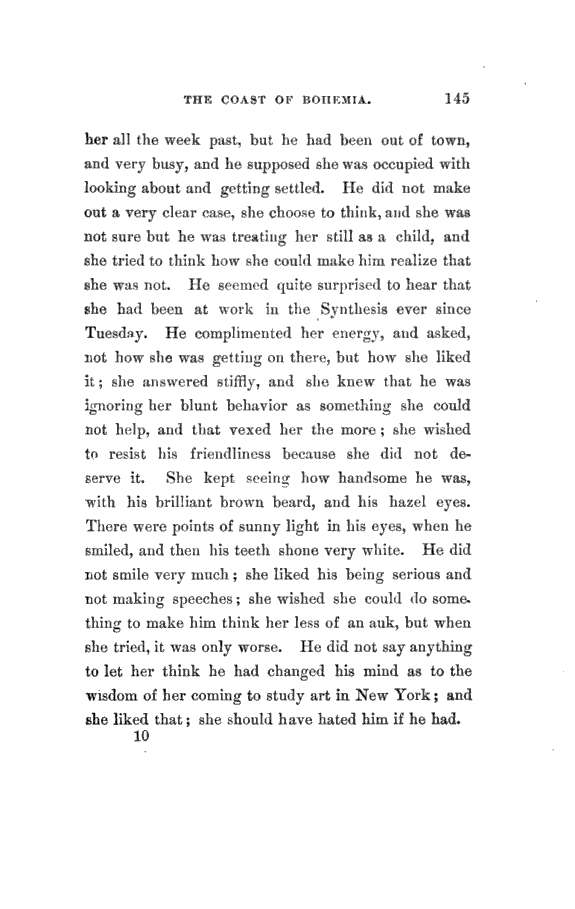 THE COAST OF BOHEMIA. 145
her all the week past, but he had been out of town,
and very busy, and he supposed she was occupied with
looking about and getting settled. He did not make
out a very clear case, she choose to think, and she was
not sure but he was treating her still as a child, and
she tried to think how she could make him realize that
she was not. He seemed quite surprised to hear that
she had been at work in the Synthesis ever since
Tuesday. He complimented her energy, and asked,
not how she was getting on there, but how she liked
it; she answered stiffly, and she knew that he was
ignoring her blunt behavior as something she could
not help, and that vexed her the more; she wished
to resist his friendliness because she did not de-
serve it. She kept seeing how handsome he was,
with his brilliant brown beard, and his hazel eyes.
There were points of sunny light in his eyes, when he
smiled, and then his teeth shone very white. He did
not smile very much; she liked his being serious and
not making speeches; she wished she could do some-
thing to make him think her less of an auk, but when
she tried, it was only worse. He did not say anything
to let her think he had changed his mind as to the
wisdom of her coming to study art in New York; and
she liked that; she should have hated him if he had.
10